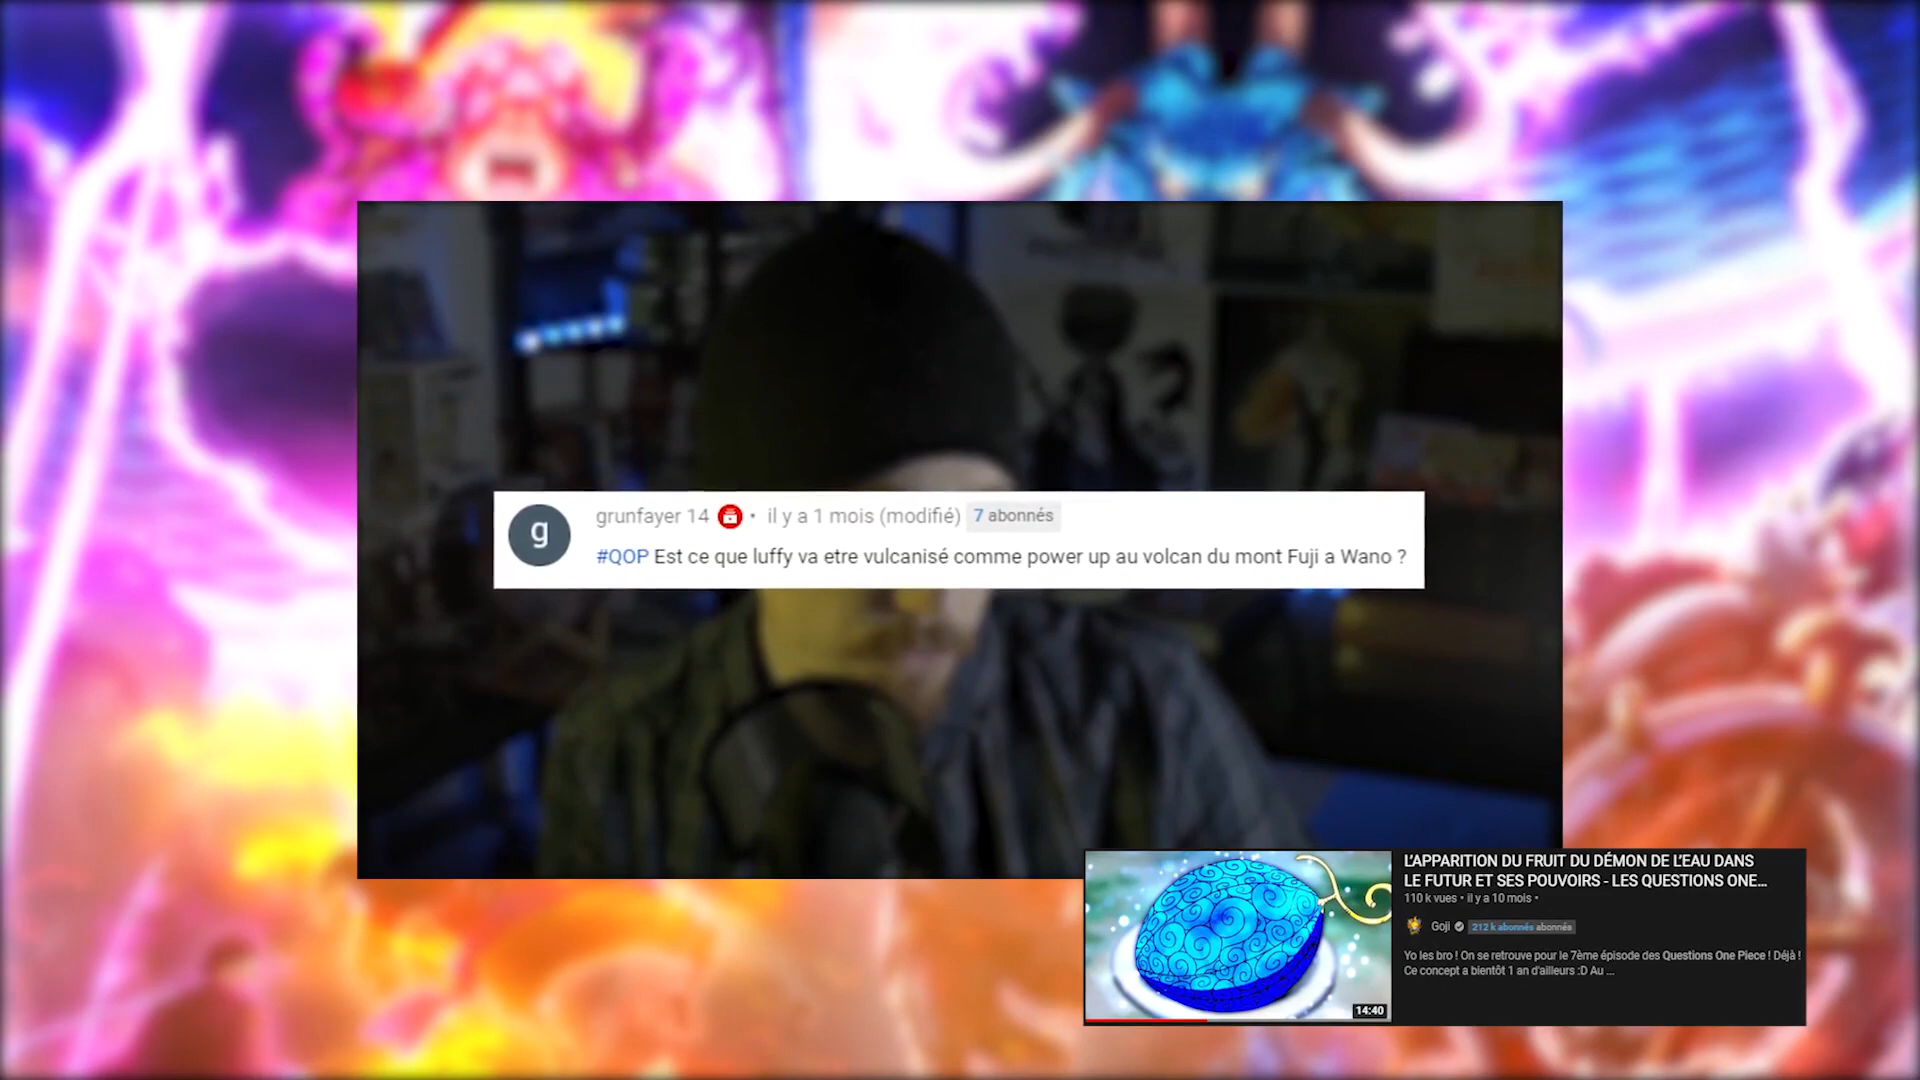 g
grunfayer 14 • il y a 1 mois (modifié) 7 abonnés
#QOP Est ce que luffy va etre vulcanisé comme power up au volcan du mont Fuji a Wano ?
L'APPARITION DU FRUIT DU DÉMON DE L'EAU DANS
LE FUTUR ET SES POUVOIRS - LES QUESTIONS ONE...
110 k vues • il y a 10 mois •
Goji 212 k abonnés abonnés
Yo les bro ! On se retrouve pour le 7ème épisode des Questions One Piece ! Déjà !
Ce concept a bientôt 1 an d'ailleurs :D Au ...
14:40